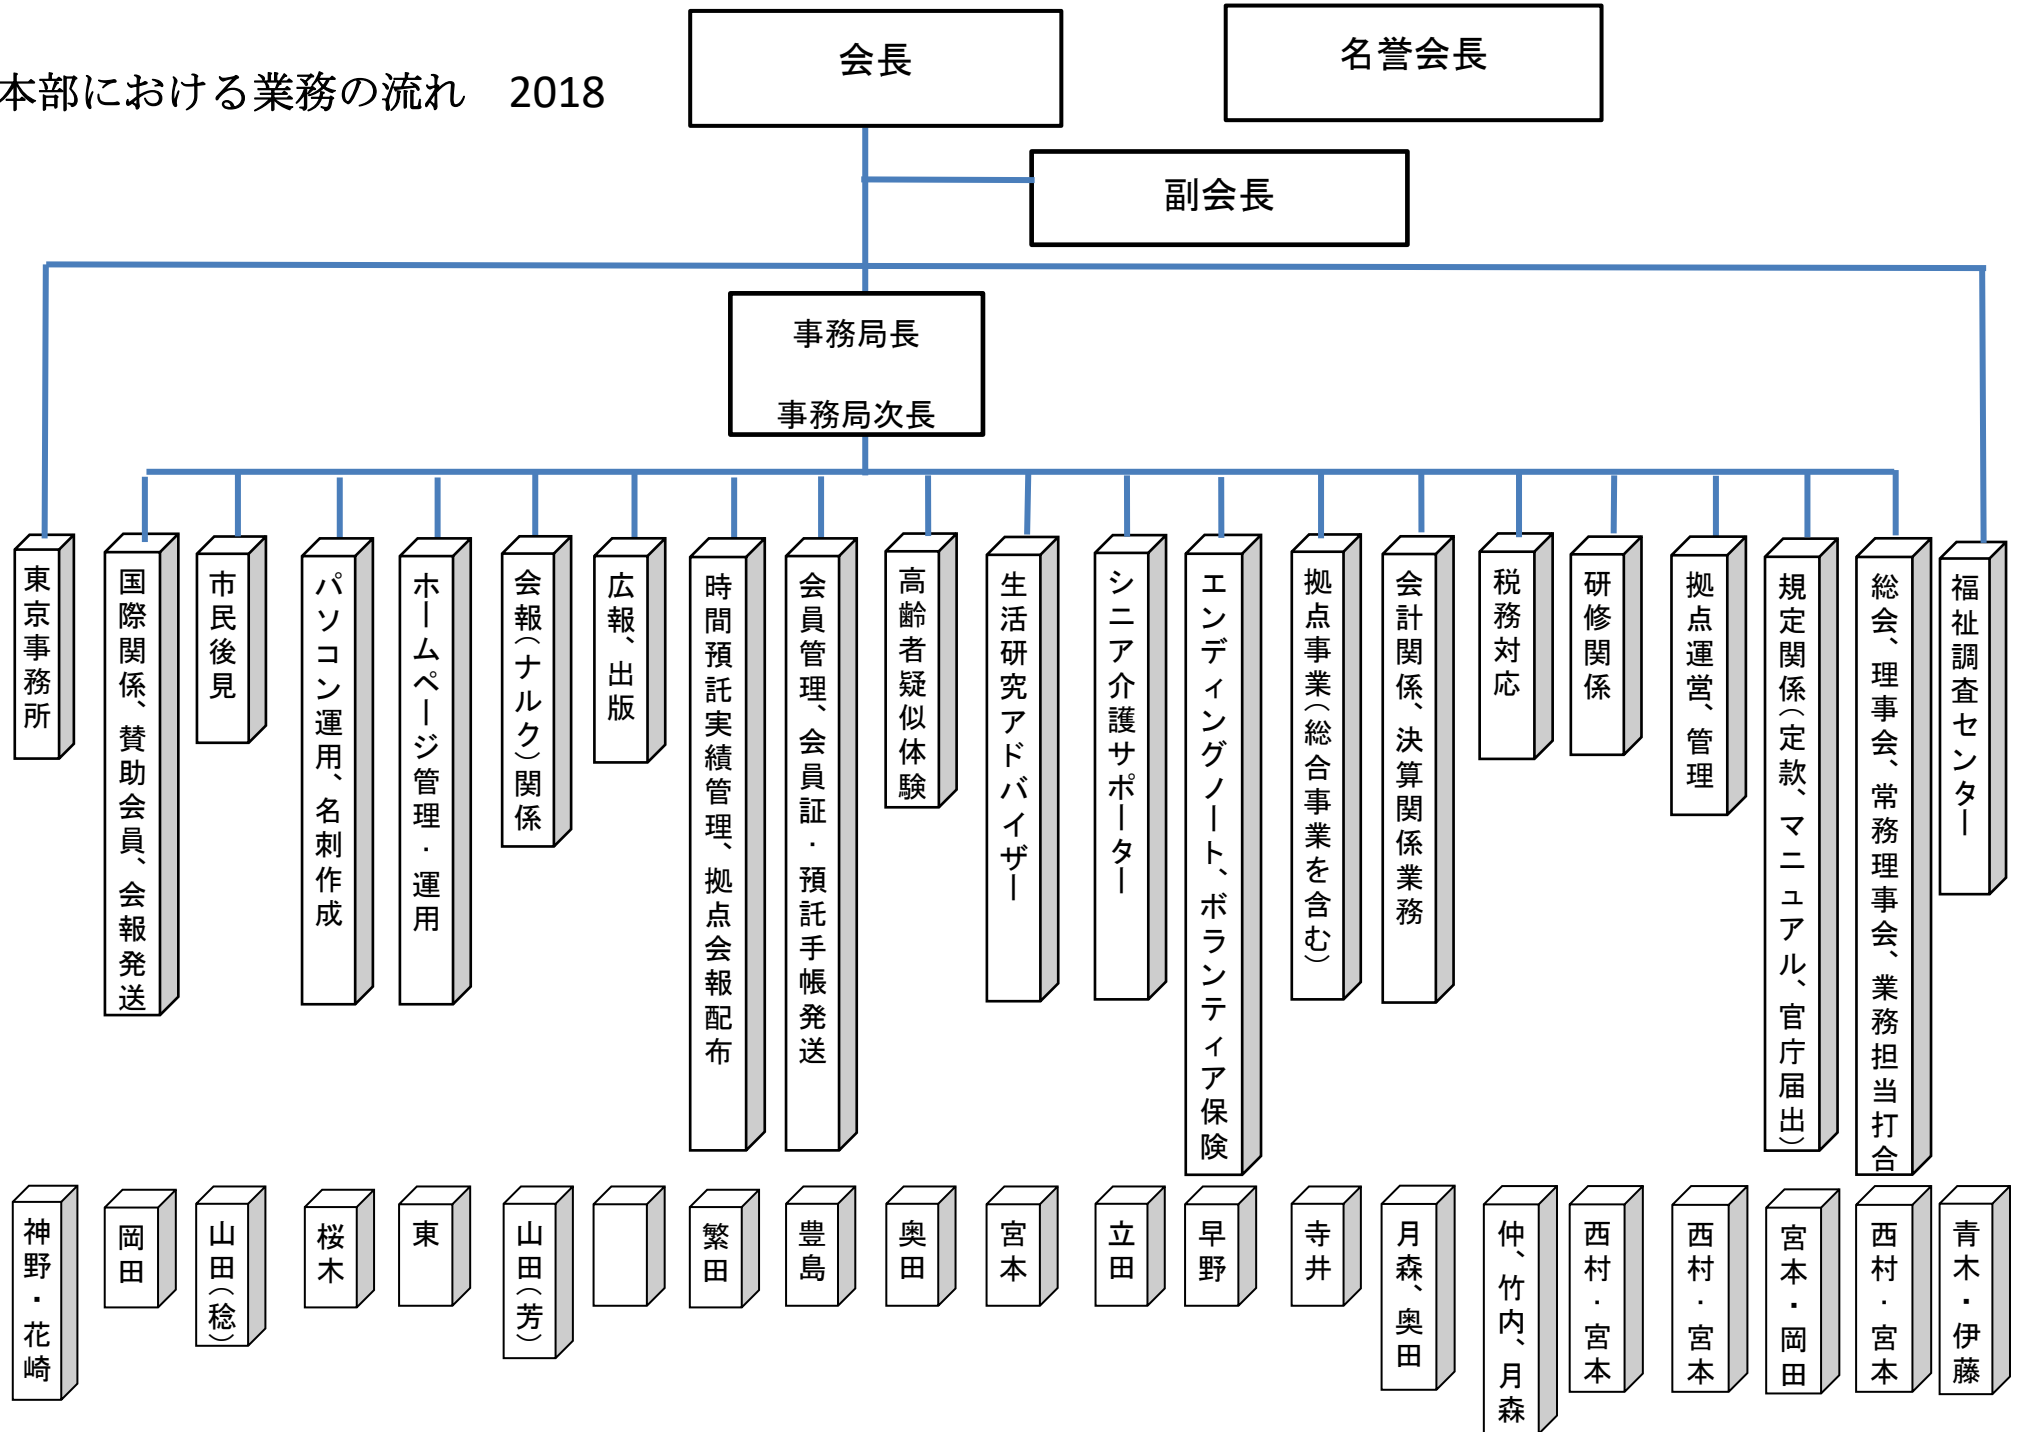 会長
名誉会長
本部における業務の流れ　2018
副会長
事務局長
事務局次長
東京事務所
国際関係、賛助会員、会報発送
市民後見
パソコン運用、名刺作成
ホームページ管理・運用
会報（ナルク）関係
広報、出版
時間預託実績管理、拠点会報配布
会員管理、会員証・預託手帳発送
高齢者疑似体験
生活研究アドバイザー
シニア介護サポーター
エンディングノート、ボランティア保険
拠点事業（総合事業を含む）
会計関係、決算関係業務
税務対応
研修関係
拠点運営、管理
規定関係（定款、マニュアル、官庁届出）
総会、理事会、常務理事会、業務担当打合
福祉調査センター
神野・花崎
岡田
山田（稔）
桜木
東
山田（芳）
繁田
豊島
奥田
宮本
立田
早野
寺井
月森、奥田
仲、竹内、月森
西村・宮本
西村・宮本
宮本・岡田
西村・宮本
青木・伊藤